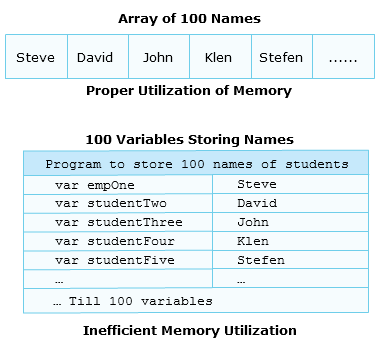 Array of 100 Names
Steve David John Klen Stefen ......
Proper Utilization of Memory
100 Variables Storing Names
Program to store 100 names of students
var empOne Steve
var studentTwo David
var studentThree John
var studentFour Klen
var studentFive Stefen
… …
… Till 100 variables
Inefficient Memory Utilization